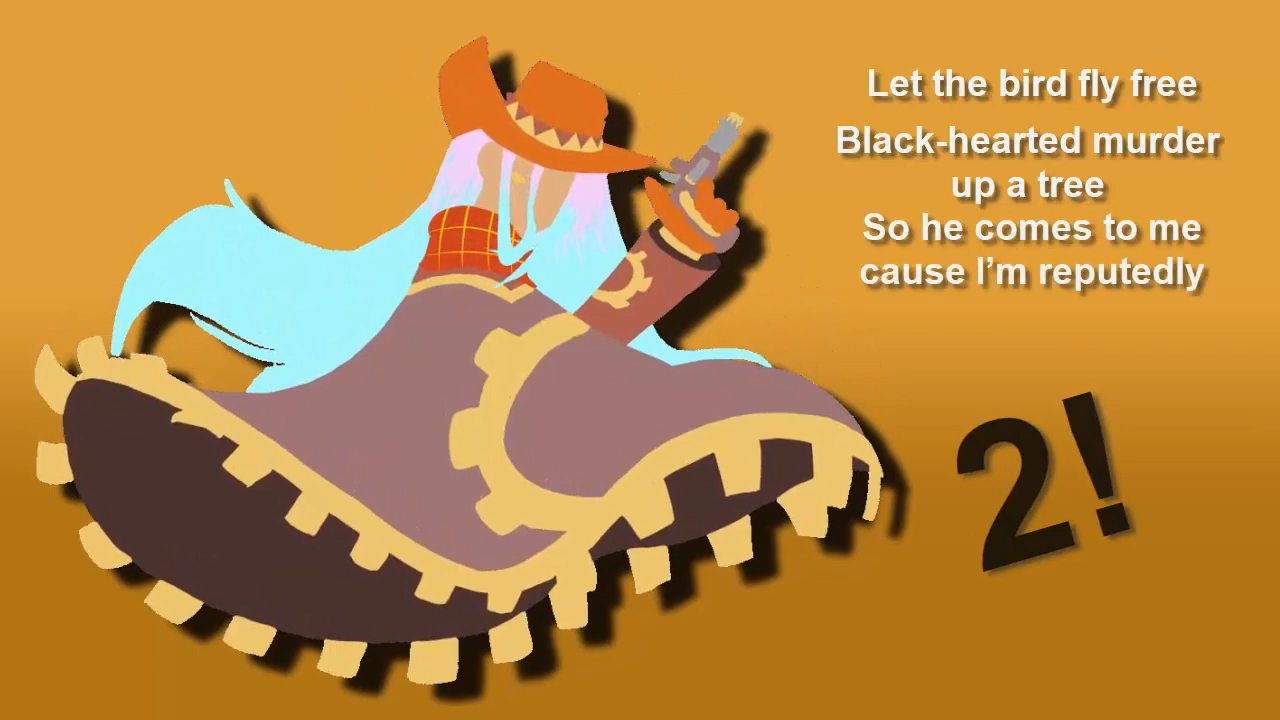 Let the bird fly free
Black-hearted murder
up a tree
So he comes to me
cause I’m reputedly
2!